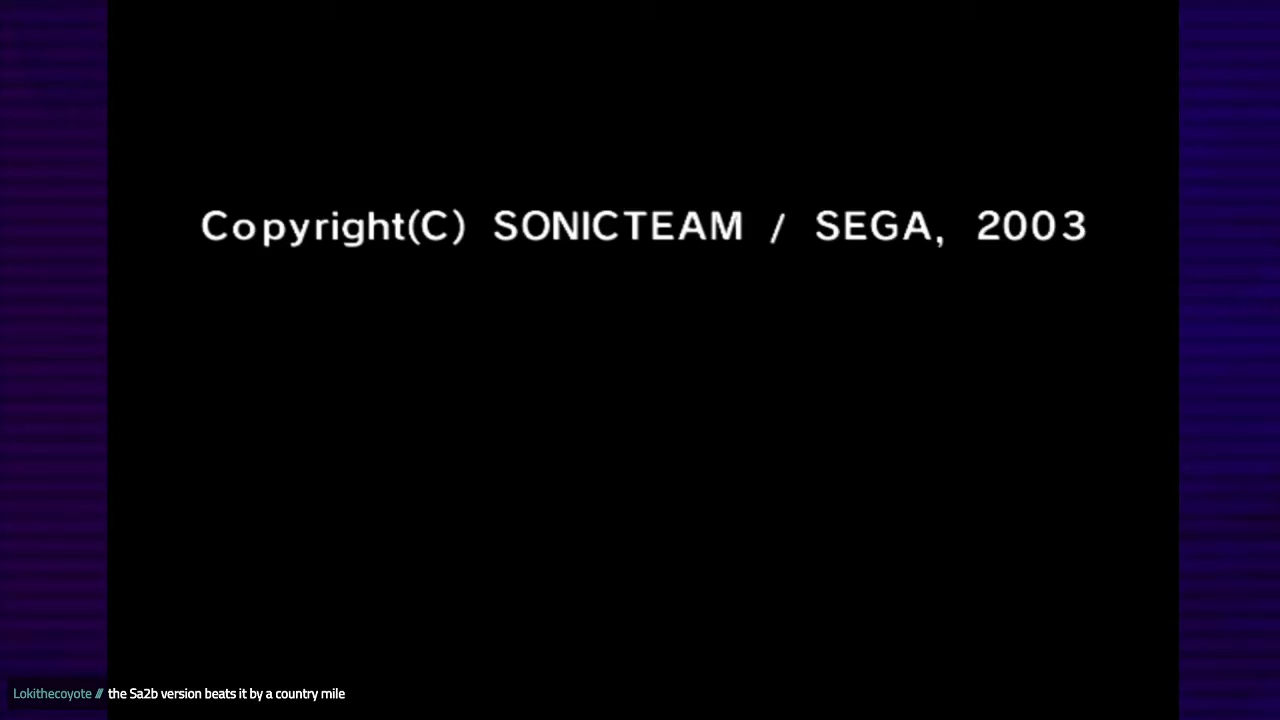 Copyright(C) SONICTEAM / SEGA, 2003
Lokithecoyote // the Sa2b version beats it by a country mile